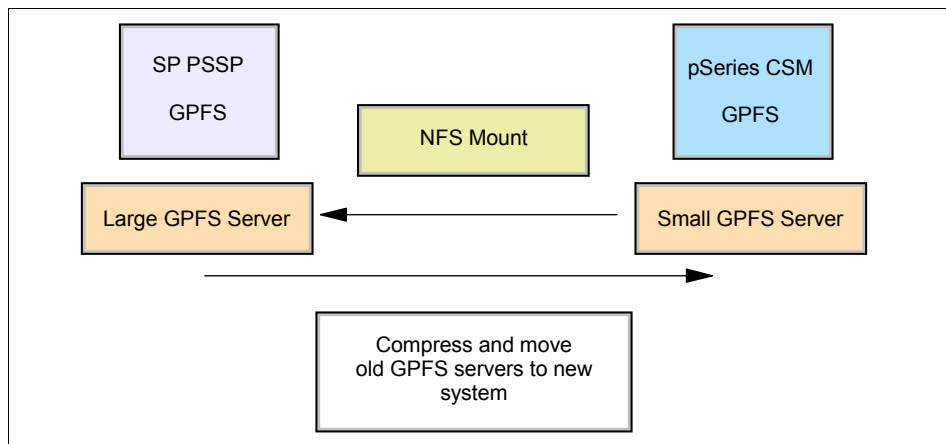 SP PSSP
GPFS
pSeries CSM
GPFS
NFS Mount
Large GPFS Server
Small GPFS Server
Compress and move
old GPFS servers to new
system